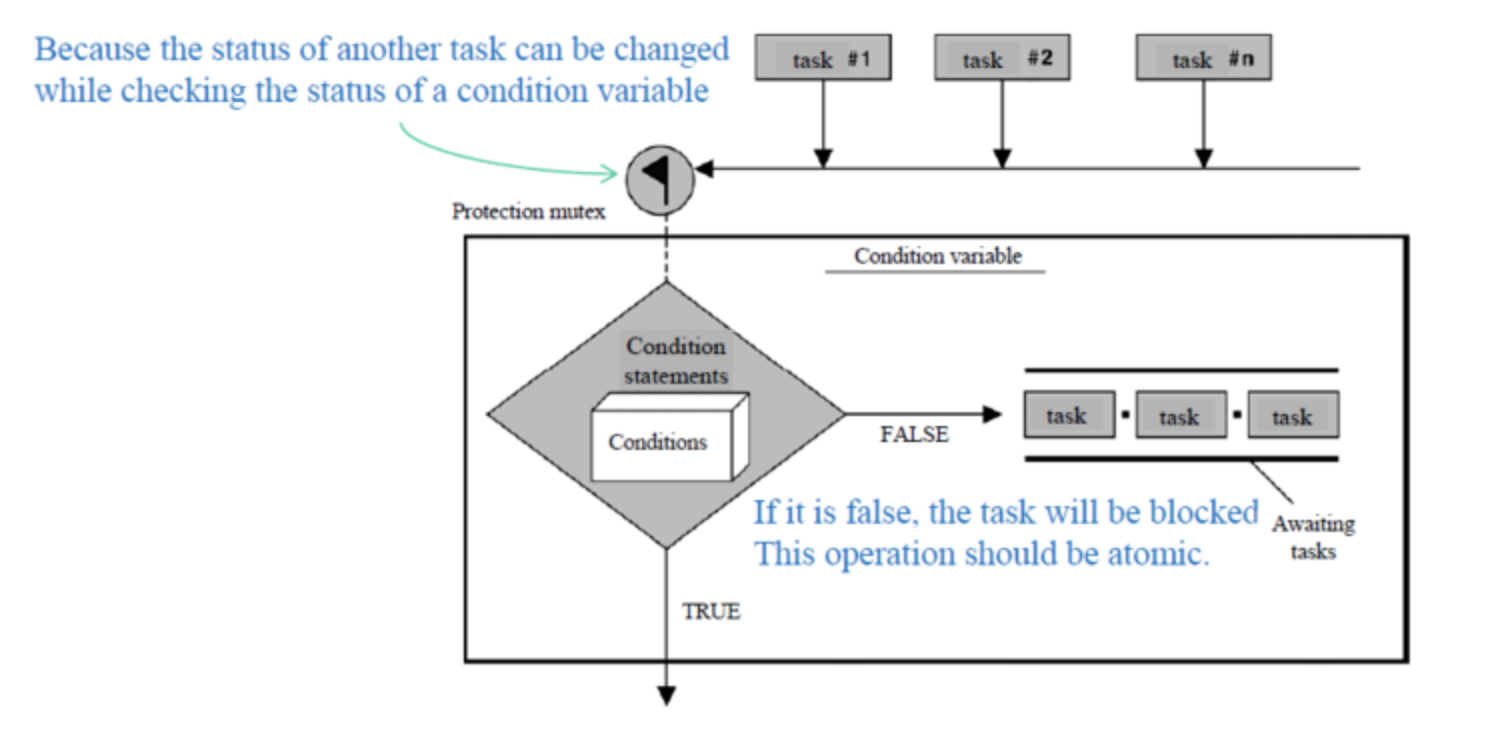 Because the status of another task can be changed
while checking the status of a condition variable
task #1
task #2
task #n
Protection mutex
Condition variable
Condition
statements
Conditions
FALSE
task
task
task
If it is false, the task will be blocked
This operation should be atomic.
Awaiting
tasks
TRUE